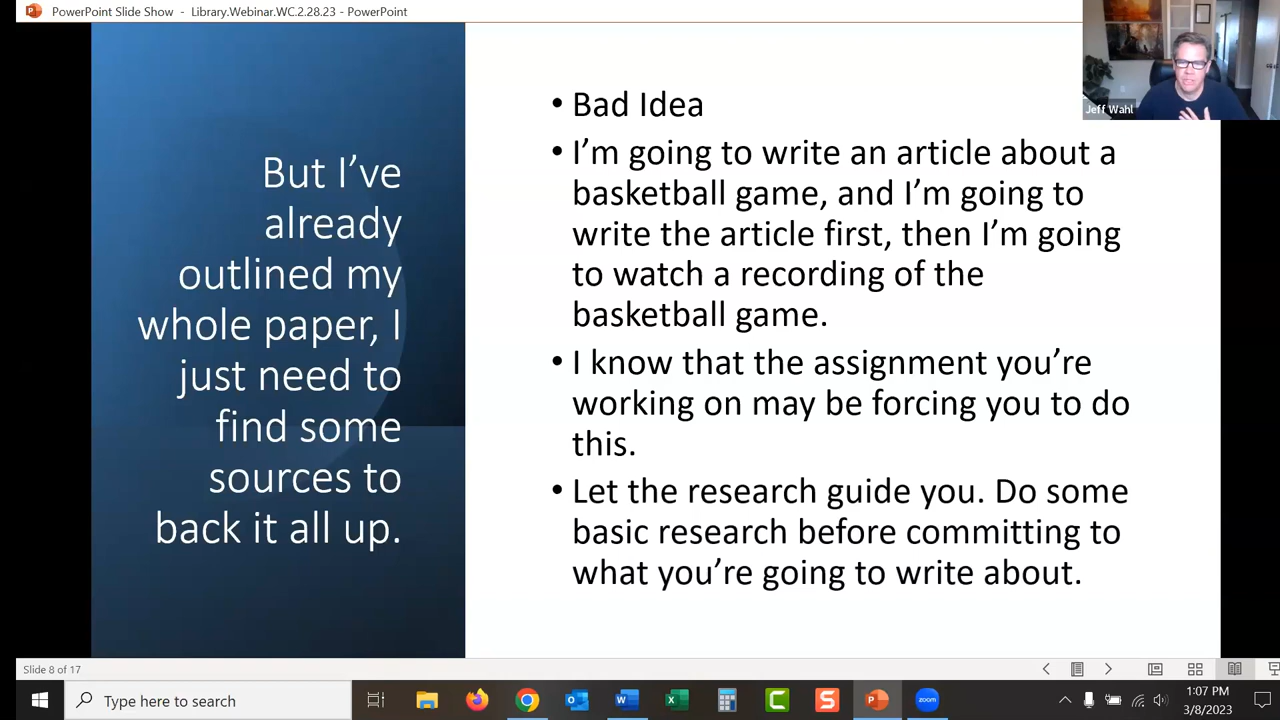 PowerPoint Slide Show - Library.Webinar.WC.2.28.23 - PowerPoint
Jeff Wahl
But I’ve
already
outlined my
whole paper, I
just need to
find some
sources to
back it all up.
• Bad Idea
• I’m going to write an article about a
basketball game, and I’m going to
write the article first, then I’m going
to watch a recording of the
basketball game.
• I know that the assignment you’re
working on may be forcing you to do
this.
• Let the research guide you. Do some
basic research before committing to
what you’re going to write about.
Slide 8 of 17
Type here to search
zoom
1:07 PM
3/8/2023